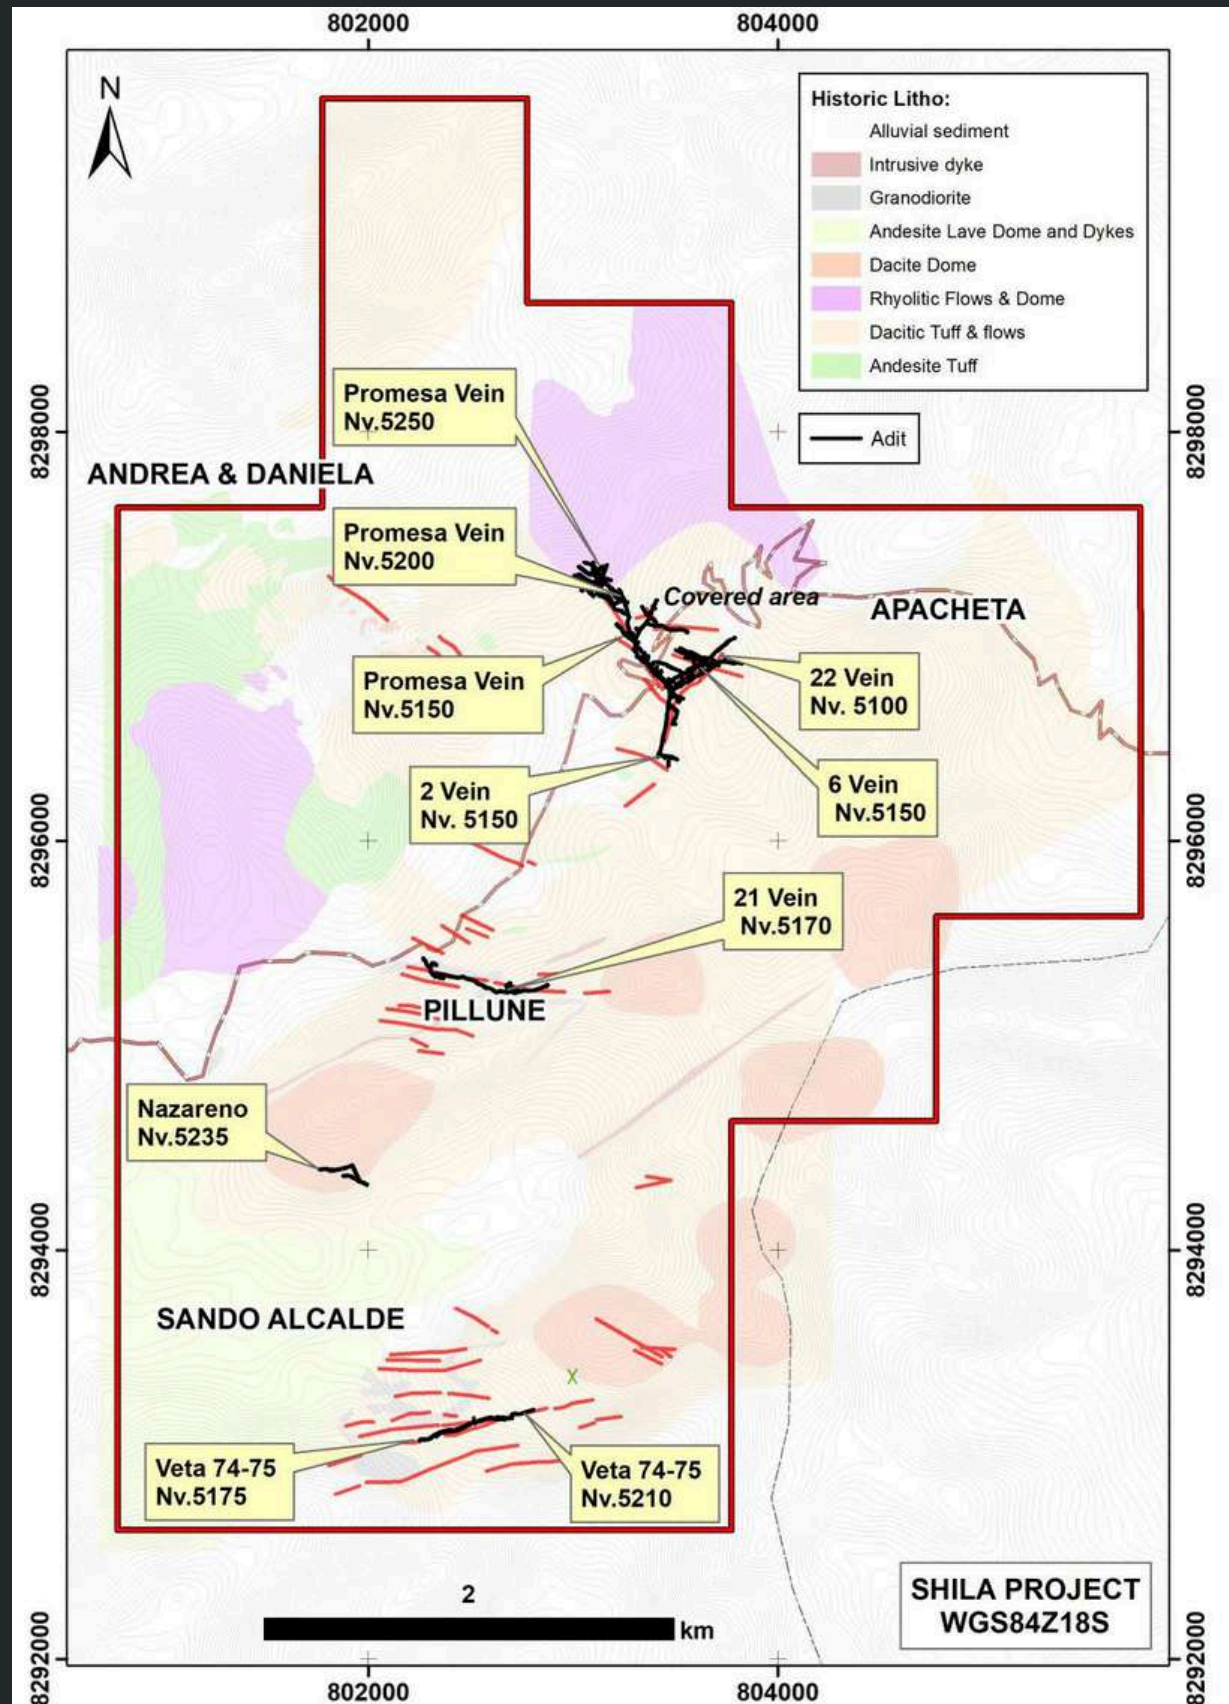 802000
804000
N
Historic Litho:
Alluvial sediment
Intrusive dyke
Granodiorite
Andesite Lave Dome and Dykes
Dacite Dome
Rhyolitic Flows & Dome
Dacitic Tuff & flows
Andesite Tuff
Adit
8298000
8298000
Promesa Vein
Nv.5250
ANDREA & DANIELA
Promesa Vein
Nv.5200
Covered area
APACHETA
Promesa Vein
Nv.5150
22 Vein
Nv. 5100
2 Vein
Nv. 5150
6 Vein
Nv.5150
8296000
8296000
21 Vein
Nv.5170
PILLUNE
Nazareno
Nv.5235
8294000
8294000
SANDO ALCALDE
X
Veta 74-75
Nv.5175
Veta 74-75
Nv.5210
2
km
SHILA PROJECT
WGS84Z18S
8292000
8292000
802000
804000